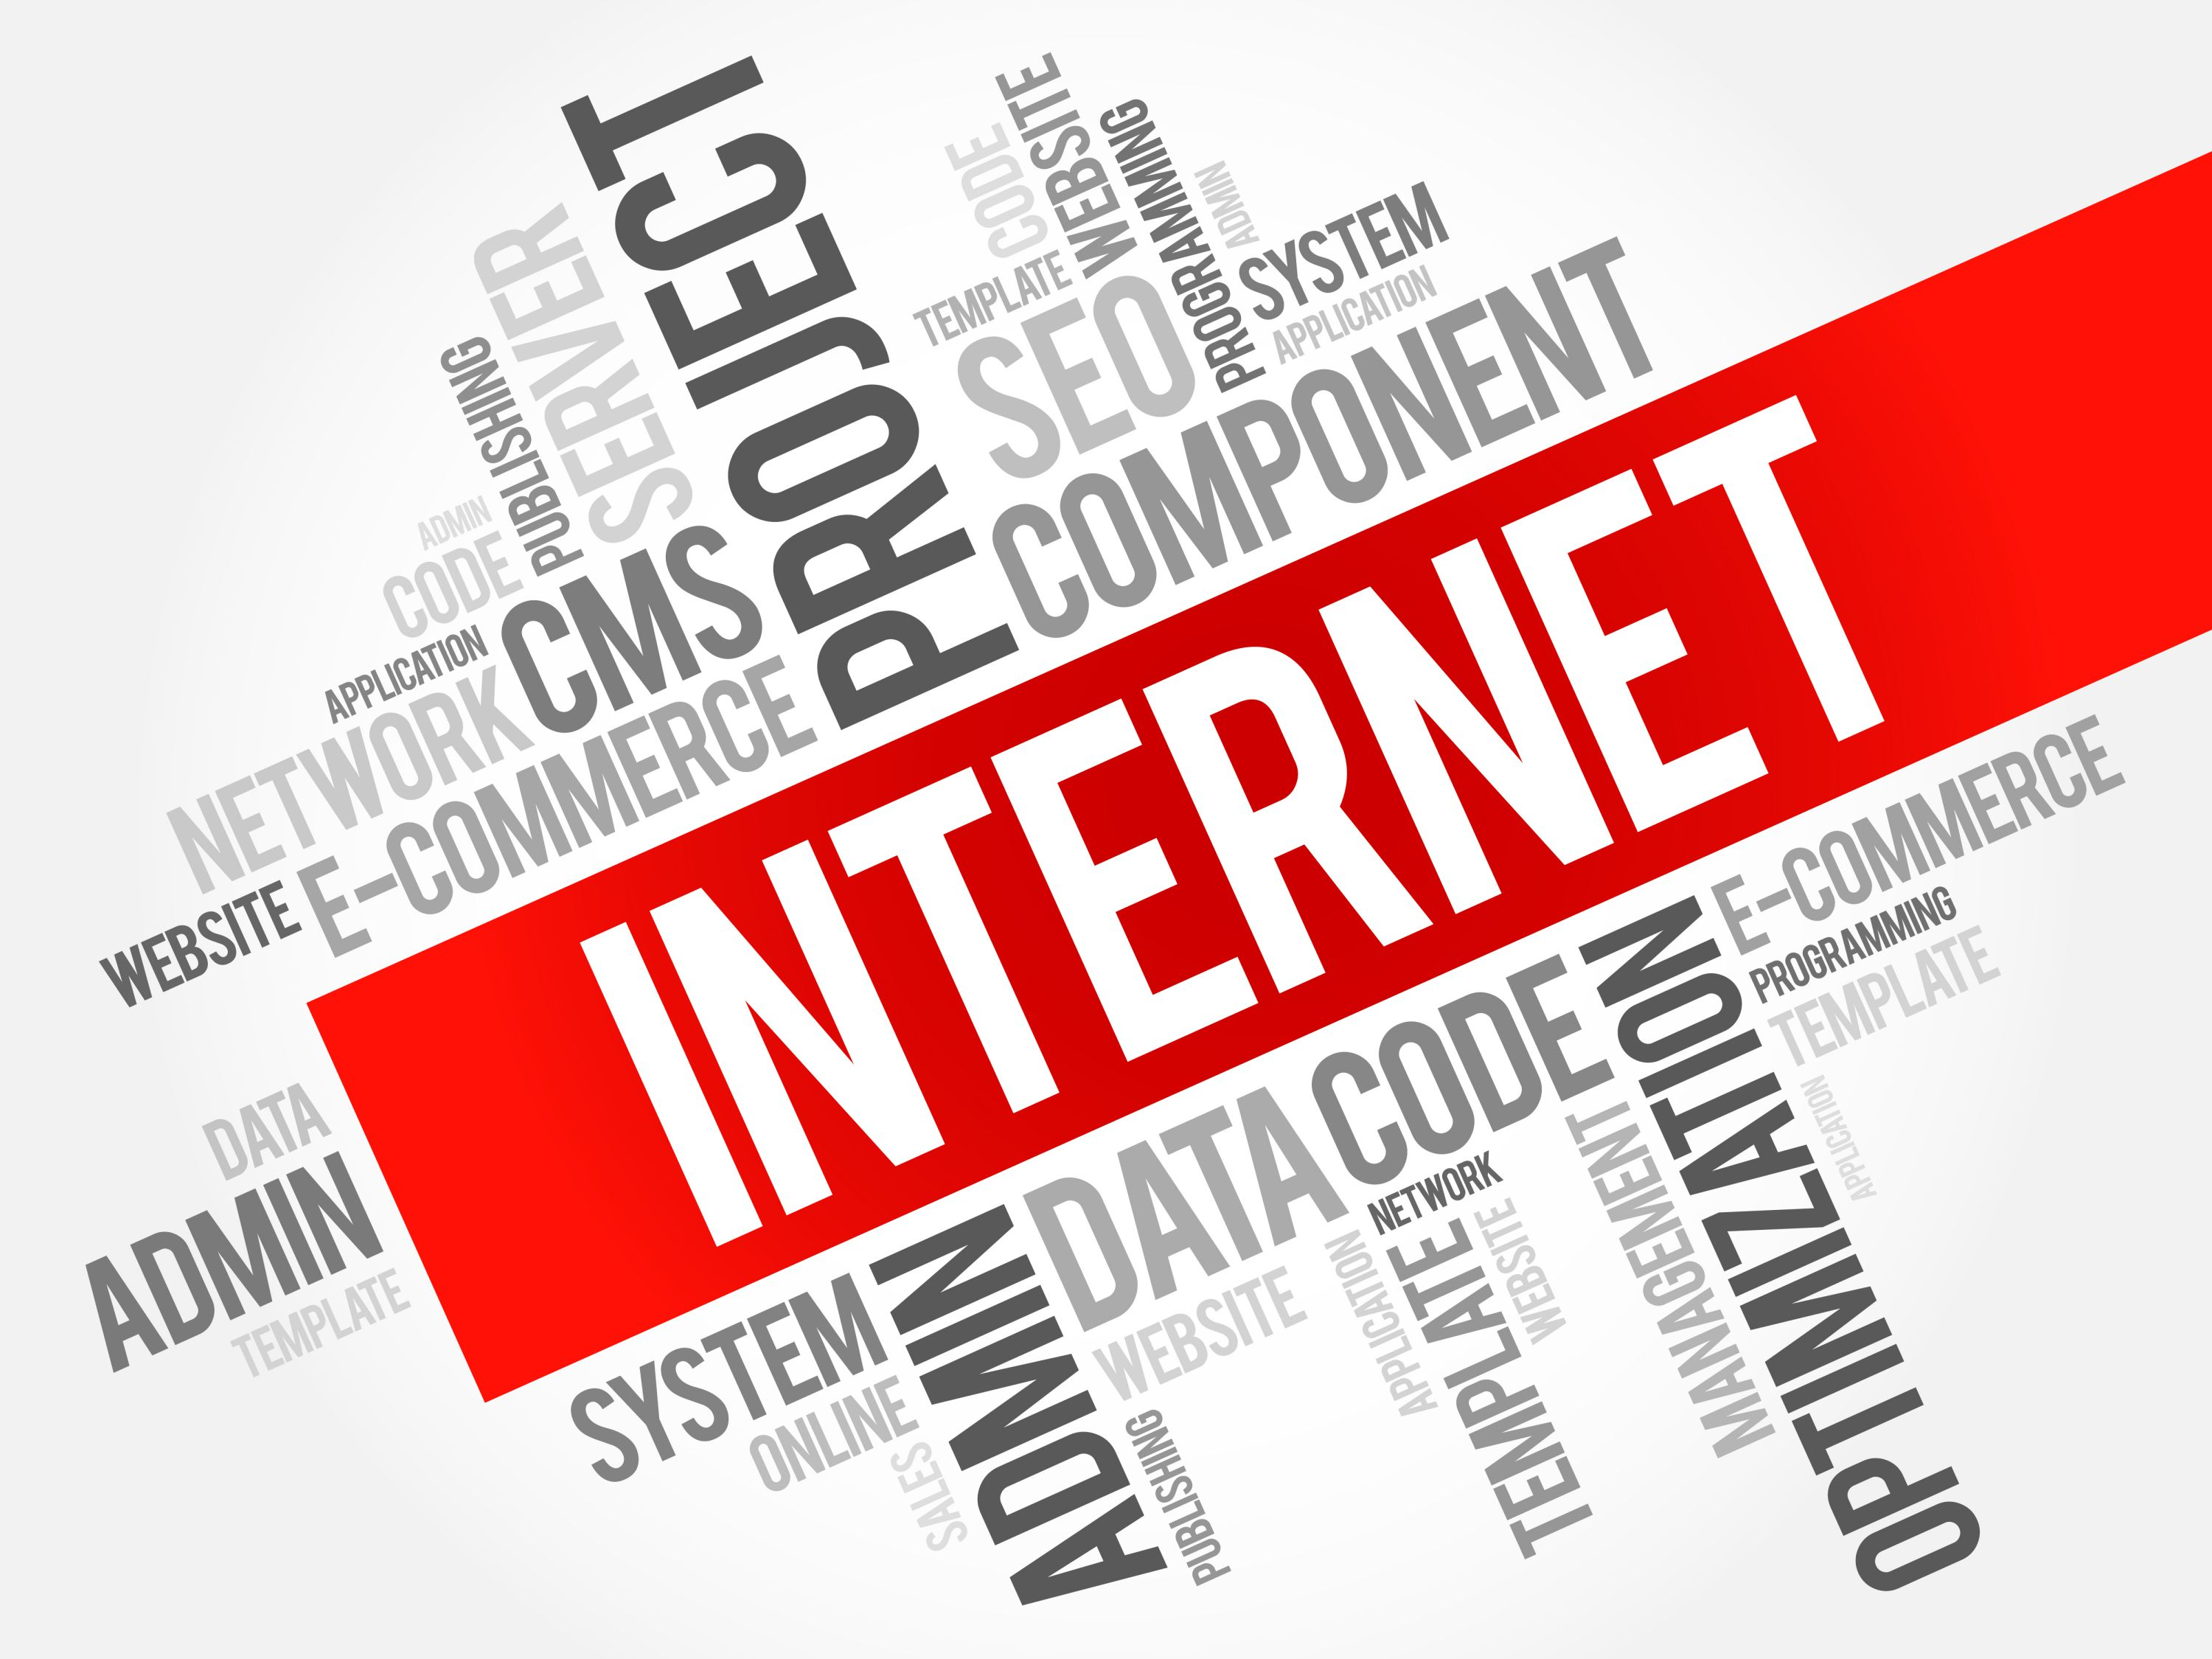 PROJECT
SERVER
PUBLISHING
ADMIN
CODE
CMS
APPLICATION
NETWORK
E-COMMERCE
WEBSITE
CODE
WEBSITE
PROGRAMMING
ADMIN
TEMPLATE
SEO
SYSTEM
APPLICATION
COMPONENT
INTERNET
DATA
ADMIN
TEMPLATE
SYSTEM
ONLINE
SALES
ADMIN
DATA
WEBSITE
PUBLISHING
CODE
NETWORK
APPLICATION
TEMPLATE
WEBSITE
MANAGEMENT
OPTIMIZATION
E-COMMERCE
PROGRAMMING
TEMPLATE
APPLICATION